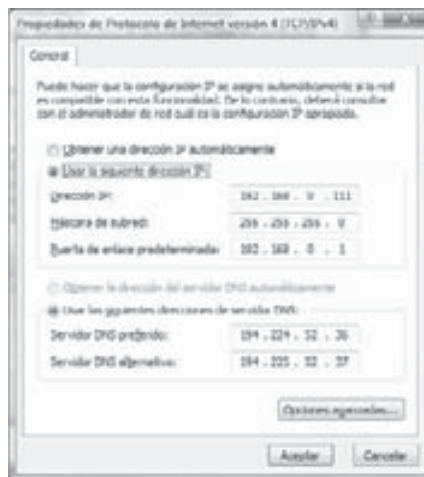 Propiedades de Protocolo de Internet versión 4 (TCP/IPv4)
General
Puede hacer que la configuración IP se asigne automáticamente si la red
es compatible con esta funcionalidad. De lo contrario, deberá consultar
con el administrador de red cuál es la configuración IP apropiada.
Obtener una dirección IP automáticamente
Usar la siguiente dirección IP:
Dirección IP: 192 . 168 . 0 . 111
Máscara de subred: 255 . 255 . 255 . 0
Puerta de enlace predeterminada: 192 . 168 . 0 . 1
Obtener la dirección del servidor DNS automáticamente
Usar las siguientes direcciones de servidor DNS:
Servidor DNS preferido: 194 . 224 . 52 . 36
Servidor DNS alternativo: 194 . 225 . 52 . 37
Opciones avanzadas...
Aceptar
Cancelar